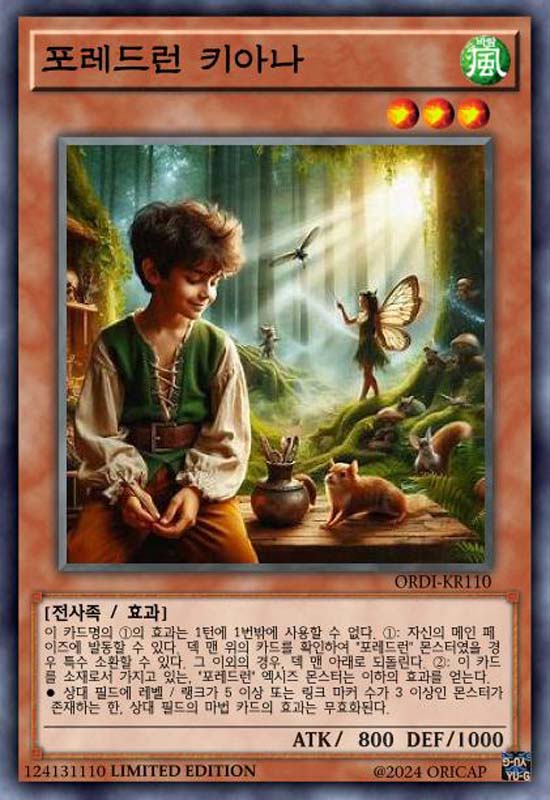 포레드런 키아나
바람
風
ORDI-KR110
[전사족 / 효과]
이 카드명의 ①의 효과는 1턴에 1번밖에 사용할 수 없다. ①: 자신의 메인 페
이즈에 발동할 수 있다. 덱 맨 위의 카드를 확인하여 "포레드런" 몬스터였을 경
우 특수 소환할 수 있다. 그 이외의 경우, 덱 맨 아래로 되돌린다. ②: 이 카드
를 소재로서 가지고 있는, "포레드런" 엑시즈 몬스터는 이하의 효과를 얻는다.
● 상대 필드에 레벨 / 랭크가 5 이상 또는 링크 마커 수가 3 이상인 몬스터가
존재하는 한, 상대 필드의 마법 카드의 효과는 무효화된다.
ATK/ 800 DEF/1000
124131110 LIMITED EDITION ©2024 ORICAP